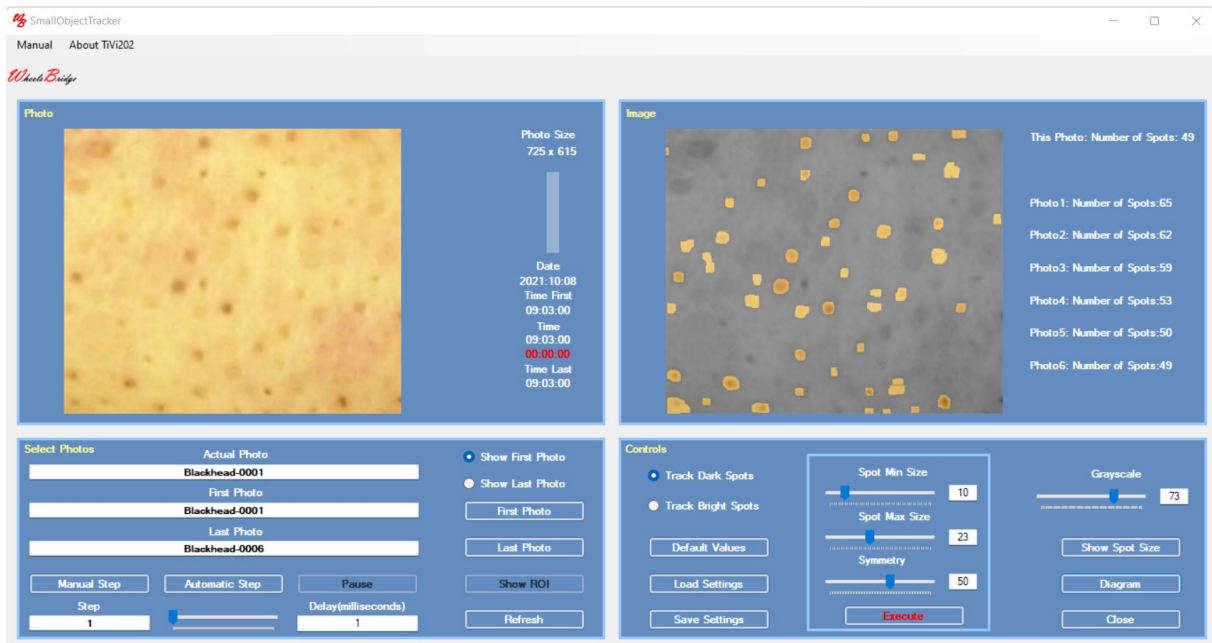 SmallObjectTracker
Manual About TiVi202
WheelsBridge
Photo
Photo Size
725 x 615
Date
2021:10:08
Time First
09:03:00
Time
09:03:00
00:00:00
Time Last
09:03:00
Image
This Photo: Number of Spots: 49
Photo1: Number of Spots:65
Photo2: Number of Spots:62
Photo3: Number of Spots:59
Photo4: Number of Spots:53
Photo5: Number of Spots:50
Photo6: Number of Spots:49
Select Photos
Actual Photo
Blackhead-0001
First Photo
Blackhead-0001
Last Photo
Blackhead-0006
Manual Step Automatic Step Pause
Step
1
Delay(milliseconds)
1
Show First Photo
Show Last Photo
First Photo
Last Photo
Show ROI
Refresh
Controls
Track Dark Spots
Track Bright Spots
Default Values
Load Settings
Save Settings
Spot Min Size
10
Spot Max Size
23
Symmetry
50
Execute
Grayscale
73
Show Spot Size
Diagram
Close